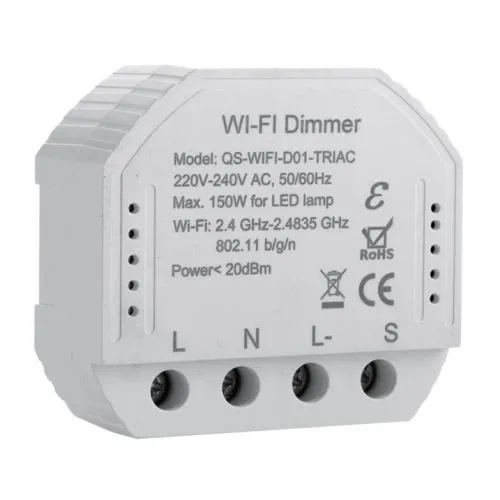 WI-FI Dimmer
Model: QS-WIFI-D01-TRIAC
220V-240V AC, 50/60Hz
Max. 150W for LED lamp
Wi-Fi: 2.4 GHz-2.4835 GHz
802.11 b/g/n
Power< 20dBm
RoHS
CE
L N L- S